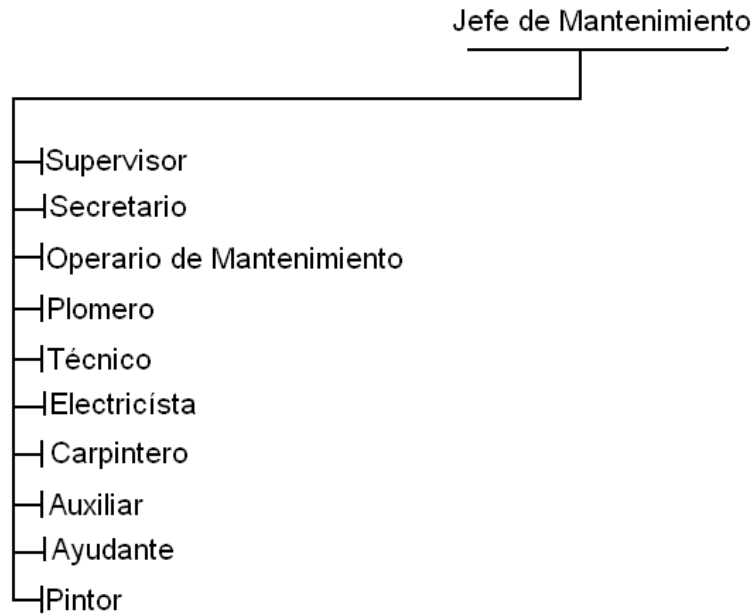 Jefe de Mantenimiento
Supervisor
Secretario
Operario de Mantenimiento
Plomero
Técnico
Electricísta
Carpintero
Auxiliar
Ayudante
Pintor